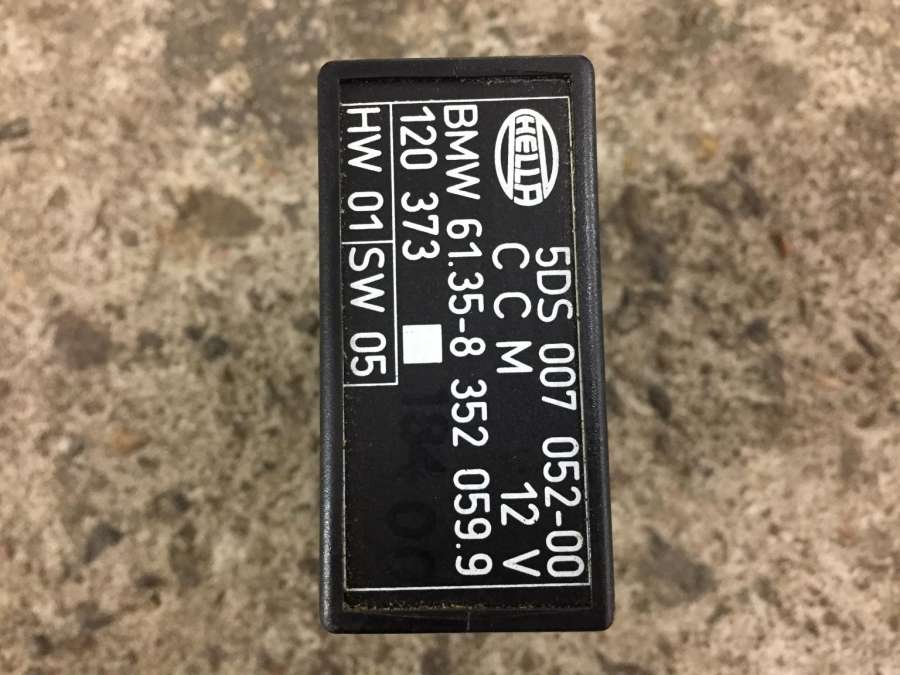 HELLA
5DS 007 052-00
C C M 12 V
BMW 61.35-8 352 059.9
120 373
HW 01 SW 05